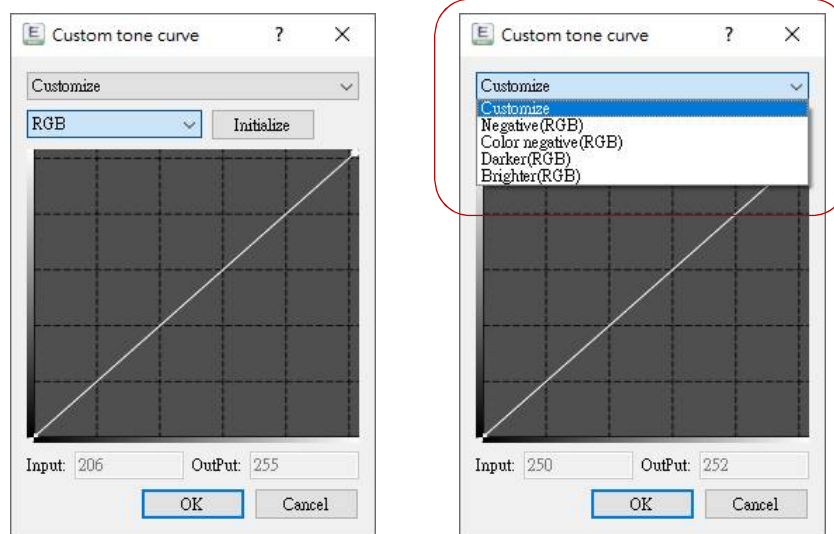 E Custom tone curve ? ×
Customize
RGB Initialize
Input: 206 OutPut: 255
OK Cancel
E Custom tone curve ? ×
Customize
Customize
Negative(RGB)
Color negative(RGB)
Darker(RGB)
Brighter(RGB)
Input: 250 OutPut: 252
OK Cancel